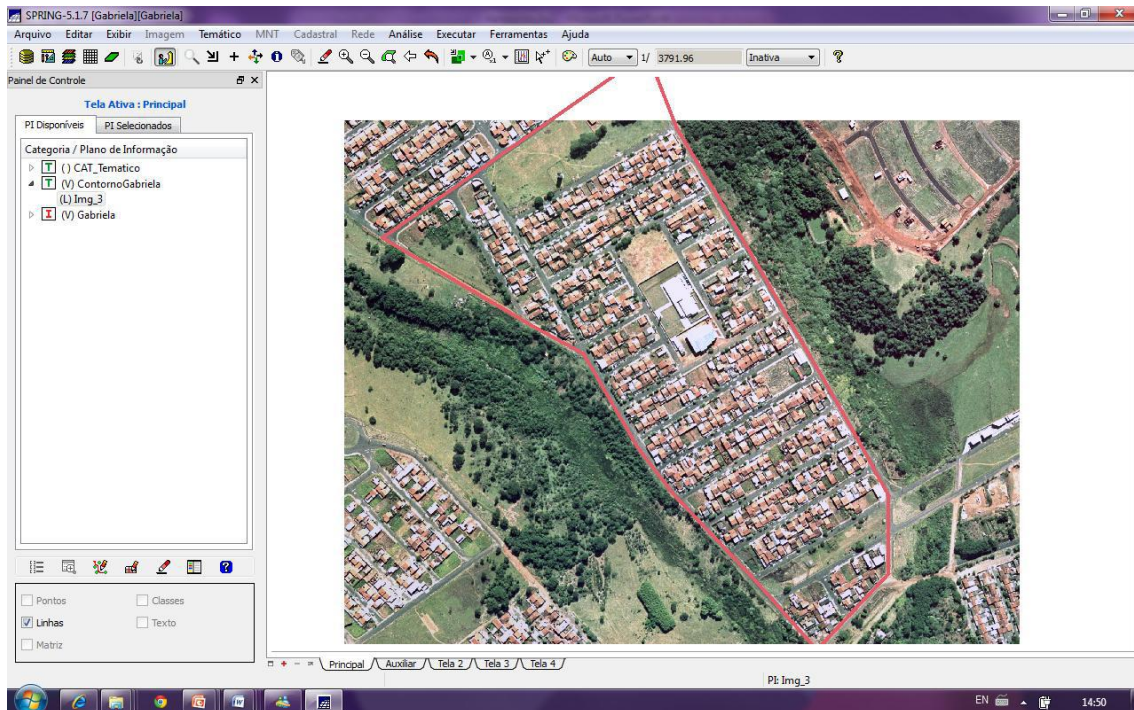 SPRING-5.1.7 [Gabriela][Gabriela]
Arquivo Editar Exibir Imagem Temático MNT Cadastral Rede Análise Executar Ferramentas Ajuda
Auto 1/ 3791.96 Inativa
Painel de Controle
Tela Ativa : Principal
PI Disponíveis PI Selecionados
Categoria / Plano de Informação
T ( ) CAT_Tematico
T (V) ContornoGabriela
(L) Img_3
I (V) Gabriela
Pontos Classes
Linhas Texto
Matriz
Principal Auxiliar Tela 2 Tela 3 Tela 4
PI: Img_3
EN 14:50